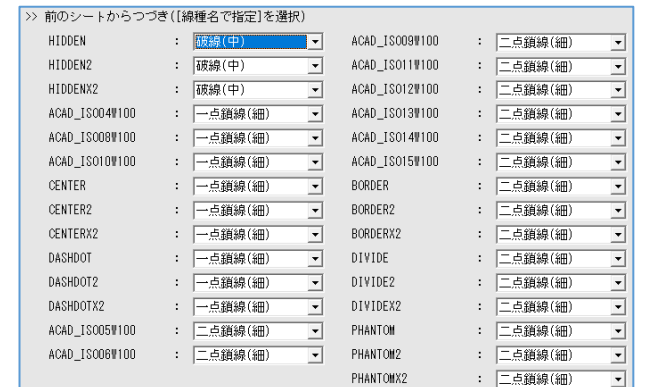 >> 前のシートからつづき([線種名で指定]を選択)
HIDDEN : 破線(中)
HIDDEN2 : 破線(中)
HIDDENX2 : 破線(中)
ACAD_ISO04W100 : 一点鎖線(細)
ACAD_ISO08W100 : 一点鎖線(細)
ACAD_ISO10W100 : 一点鎖線(細)
CENTER : 一点鎖線(細)
CENTER2 : 一点鎖線(細)
CENTERX2 : 一点鎖線(細)
DASHDOT : 一点鎖線(細)
DASHDOT2 : 一点鎖線(細)
DASHDOTX2 : 一点鎖線(細)
ACAD_ISO05W100 : 二点鎖線(細)
ACAD_ISO06W100 : 二点鎖線(細)
ACAD_ISO09W100 : 二点鎖線(細)
ACAD_ISO11W100 : 二点鎖線(細)
ACAD_ISO12W100 : 二点鎖線(細)
ACAD_ISO13W100 : 二点鎖線(細)
ACAD_ISO14W100 : 二点鎖線(細)
ACAD_ISO15W100 : 二点鎖線(細)
BORDER : 二点鎖線(細)
BORDER2 : 二点鎖線(細)
BORDERX2 : 二点鎖線(細)
DIVIDE : 二点鎖線(細)
DIVIDE2 : 二点鎖線(細)
DIVIDEX2 : 二点鎖線(細)
PHANTOM : 二点鎖線(細)
PHANTOM2 : 二点鎖線(細)
PHANTOMX2 : 二点鎖線(細)